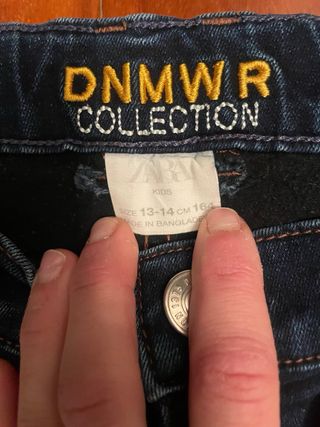 DNMWR
COLLECTION
ZARA
KIDS
SIZE 13-14 CM 164
MADE IN BANGLADESH